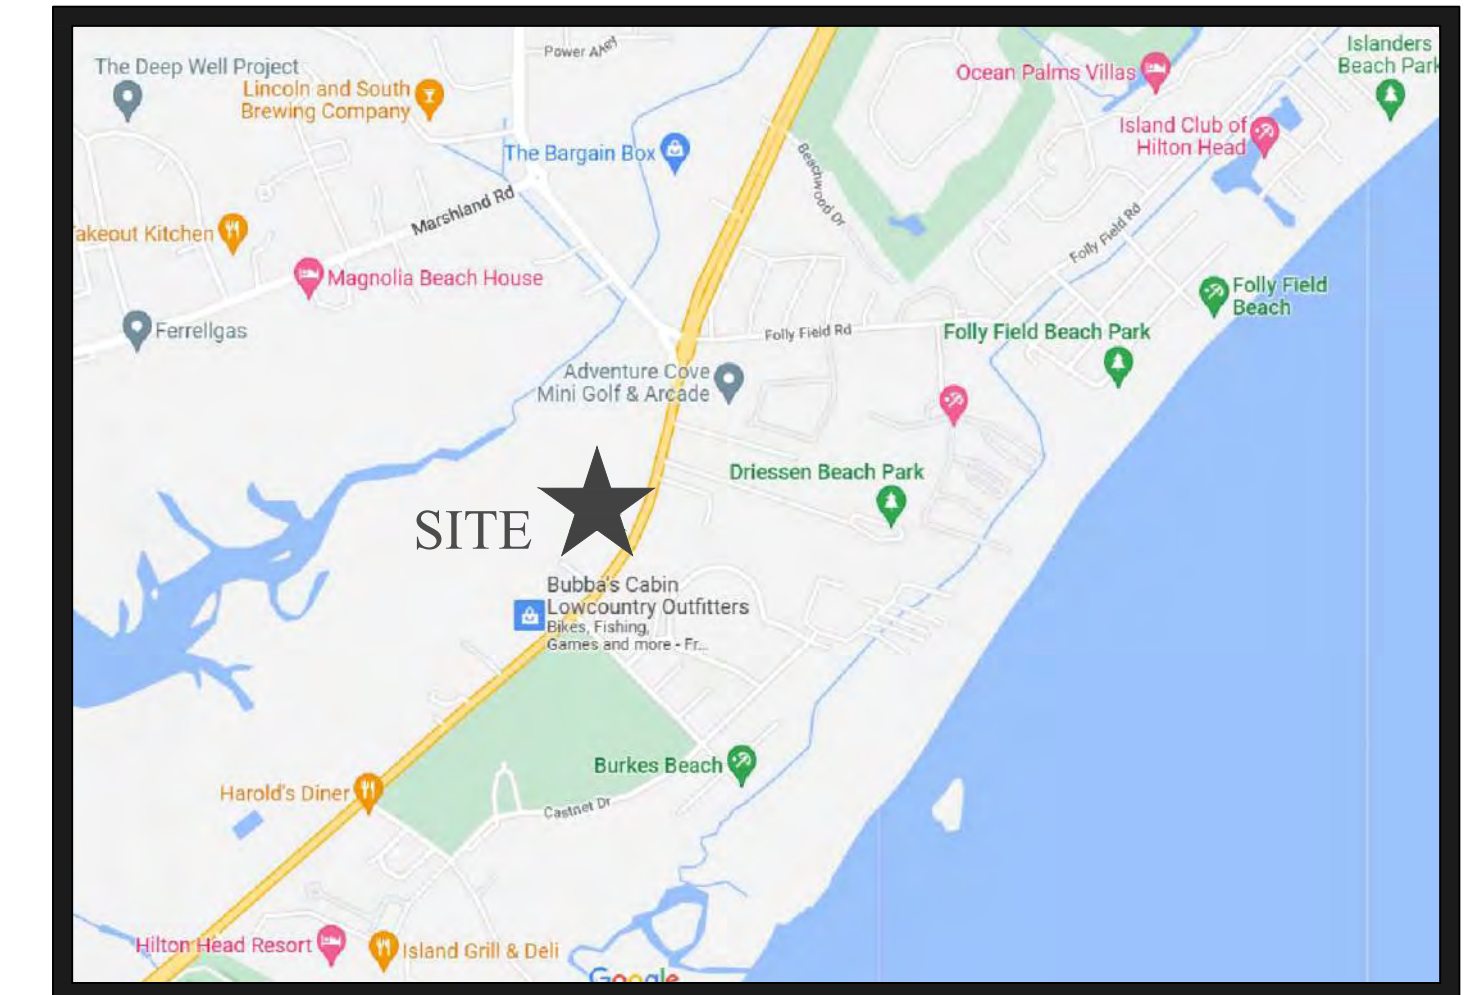 Power Alley
Islanders
Beach Park
The Deep Well Project
Ocean Palms Villas
Lincoln and South
Brewing Company
Island Club of
Hilton Head
The Bargain Box
Beachwood Dr
Marshland Rd
akeout Kitchen
Folly Field Rd
Magnolia Beach House
Folly Field
Beach
Ferrellgas
Folly Field Rd
Folly Field Beach Park
Adventure Cove
Mini Golf & Arcade
Driessen Beach Park
SITE
Bubba's Cabin
Lowcountry Outfitters
Bikes, Fishing,
Games and more - Fr...
Burkes Beach
Harold's Diner
Castnet Dr
Hilton Head Resort
Island Grill & Deli
Google